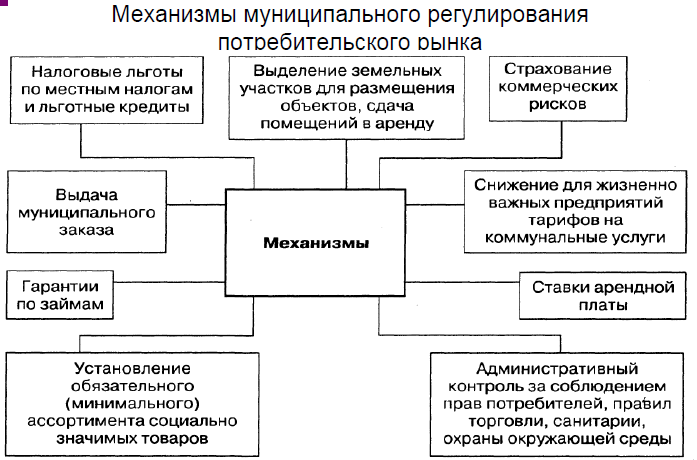 Механизмы муниципального регулирования
потребительского рынка
Налоговые льготы
по местным налогам
и льготные кредиты
Выделение земельных
участков для размещения
объектов, сдача
помещений в аренду
Страхование
коммерческих
рисков
Выдача
муниципального
заказа
Механизмы
Снижение для жизненно
важных предприятий
тарифов на
коммунальные услуги
Гарантии
по займам
Ставки арендной
платы
Установление
обязательного
(минимального)
ассортимента социально
значимых товаров
Административный
контроль за соблюдением
прав потребителей, правил
торговли, санитарии,
охраны окружающей среды